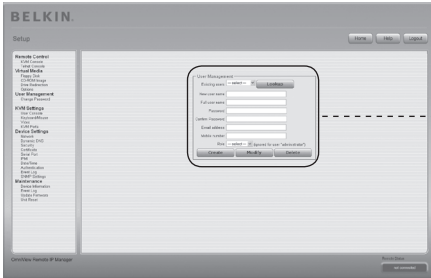 BELKIN.
Setup
Home Help Logout
Remote Control
KVM Console
Telnet Console
Virtual Media
Floppy Disk
CD-ROM Image
Drive Redirection
Options
User Management
Change Password
KVM Settings
User Console
Keyboard/Mouse
Video
KVM Ports
Device Settings
Network
Dynamic DNS
Security
Certificate
Serial Port
IPMI
Date/Time
Authentication
Event Log
SNMP Settings
Maintenance
Device Information
Event Log
Update Firmware
Unit Reset
User Management
Existing users -- select -- Lookup
New user name
Full user name
Password
Confirm Password
Email address
Mobile number
Role -- select -- (ignored for user "administrator")
Create Modify Delete
OmniView Remote IP Manager